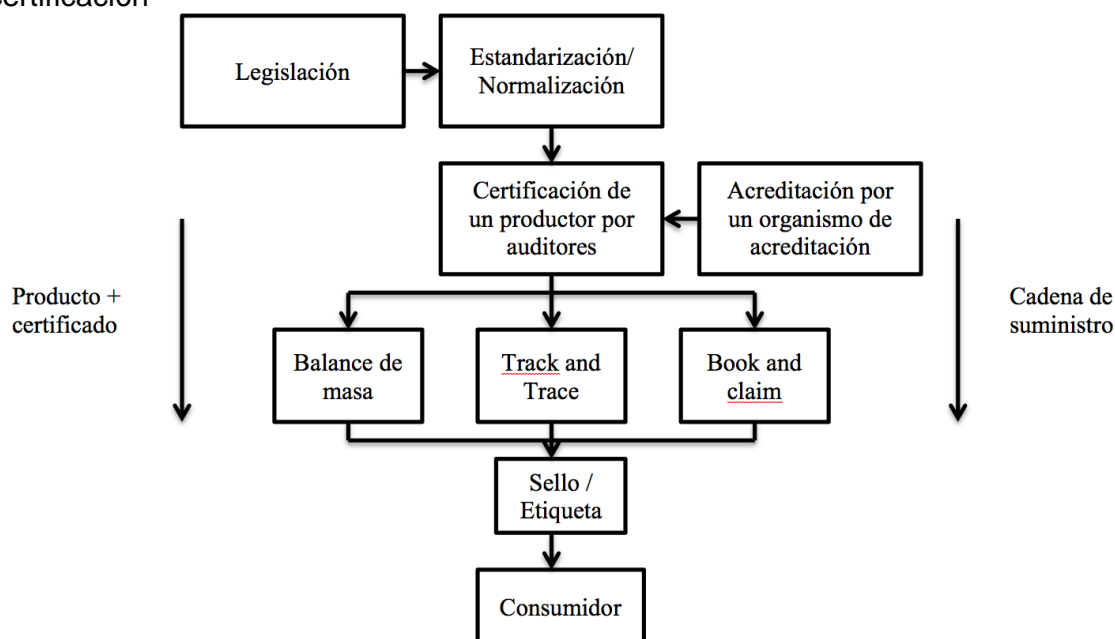 certificación
Legislación
Estandarización/
Normalización
Certificación de
un productor por
auditores
Acreditación por
un organismo de
acreditación
Producto +
certificado
Cadena de
suministro
Balance de
masa
Track and
Trace
Book and
claim
Sello /
Etiqueta
Consumidor